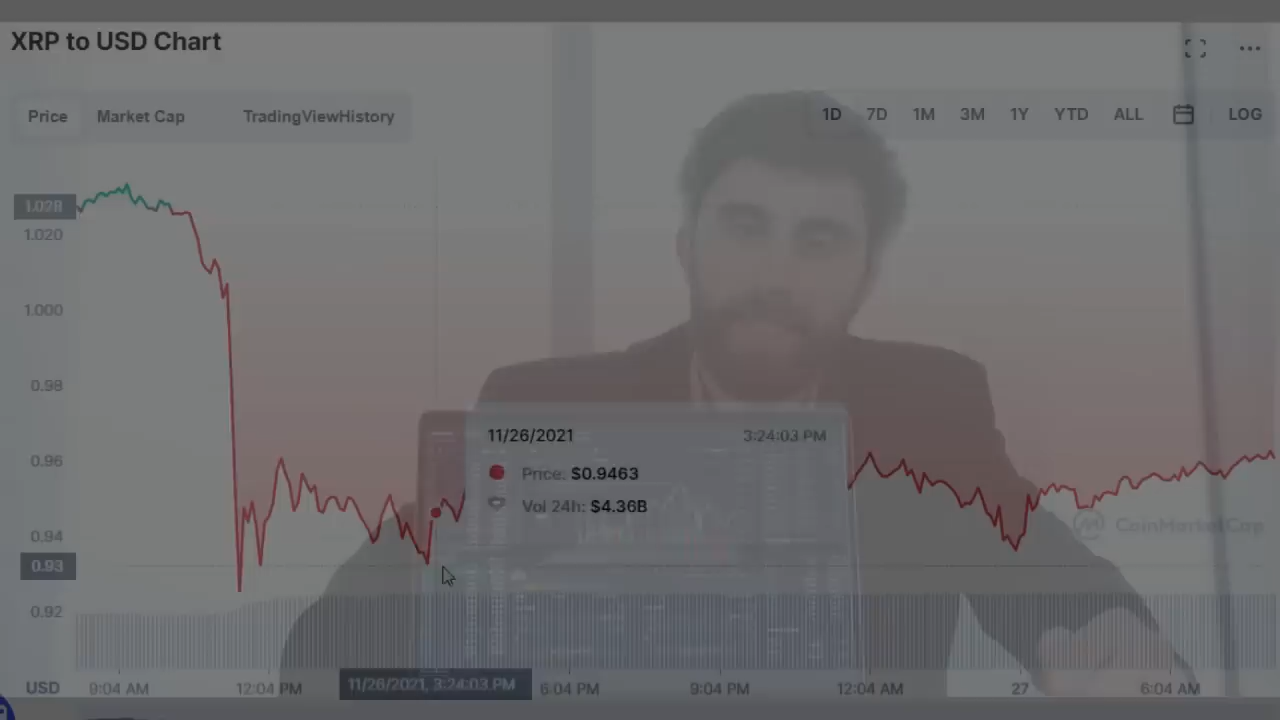 XRP to USD Chart
Price Market Cap TradingViewHistory 1D 7D 1M 3M 1Y YTD ALL LOG
1.028
1.020
1.000
0.98
0.96
0.94
0.93
0.92
11/26/2021 3:24:03 PM
Price: $0.9463
Vol 24h: $4.36B
CoinMarketCap
USD 9:04 AM 12:04 PM 11/26/2021, 3:24:03 PM 6:04 PM 9:04 PM 12:04 AM 27 6:04 AM